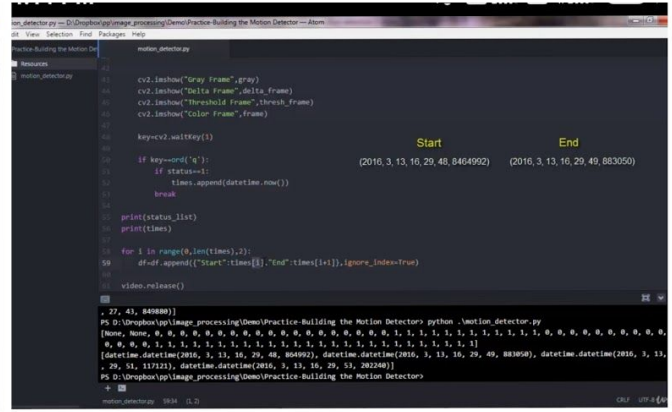 ion_detector.py — D:\Dropbox\pp\image_processing\Demo\Practice-Building the Motion Detector — Atom
dit View Selection Find Packages Help
Practice-Building the Motion Det
motion_detector.py
Resources
motion_detector.py
cv2.imshow("Gray Frame",gray)
cv2.imshow("Delta Frame",delta_frame)
cv2.imshow("Threshold Frame",thresh_frame)
cv2.imshow("Color Frame",frame)
key=cv2.waitKey(1)
Start End
if key==ord('q'):
(2016, 3, 13, 16, 29, 48, 8464992) (2016, 3, 13, 16, 29, 49, 883050)
if status==1:
times.append(datetime.now())
break
print(status_list)
print(times)
for i in range(0,len(times),2):
59 df=df.append({"Start":times[i],"End":times[i+1]},ignore_index=True)
video.release()
, 27, 43, 849880)]
PS D:\Dropbox\pp\image_processing\Demo\Practice-Building the Motion Detector> python .\motion_detector.py
[None, None, 0, 0, 0, 0, 0, 0, 0, 0, 0, 0, 0, 0, 0, 0, 0, 0, 0, 0, 1, 1, 1, 1, 1, 1, 1, 1, 1, 1, 1, 0, 0, 0, 0, 0, 0, 0, 0, 0,
0, 0, 0, 0, 1, 1, 1, 1, 1, 1, 1, 1, 1, 1, 1, 1, 1, 1, 1, 1, 1, 1, 1, 1, 1, 1, 1, 1]
[datetime.datetime(2016, 3, 13, 16, 29, 48, 864992), datetime.datetime(2016, 3, 13, 16, 29, 49, 883050), datetime.datetime(2016, 3, 13,
, 29, 51, 117121), datetime.datetime(2016, 3, 13, 16, 29, 53, 202240)]
PS D:\Dropbox\pp\image_processing\Demo\Practice-Building the Motion Detector>
motion_detector.py 59:54 (1, 2) CRLF UTF-8